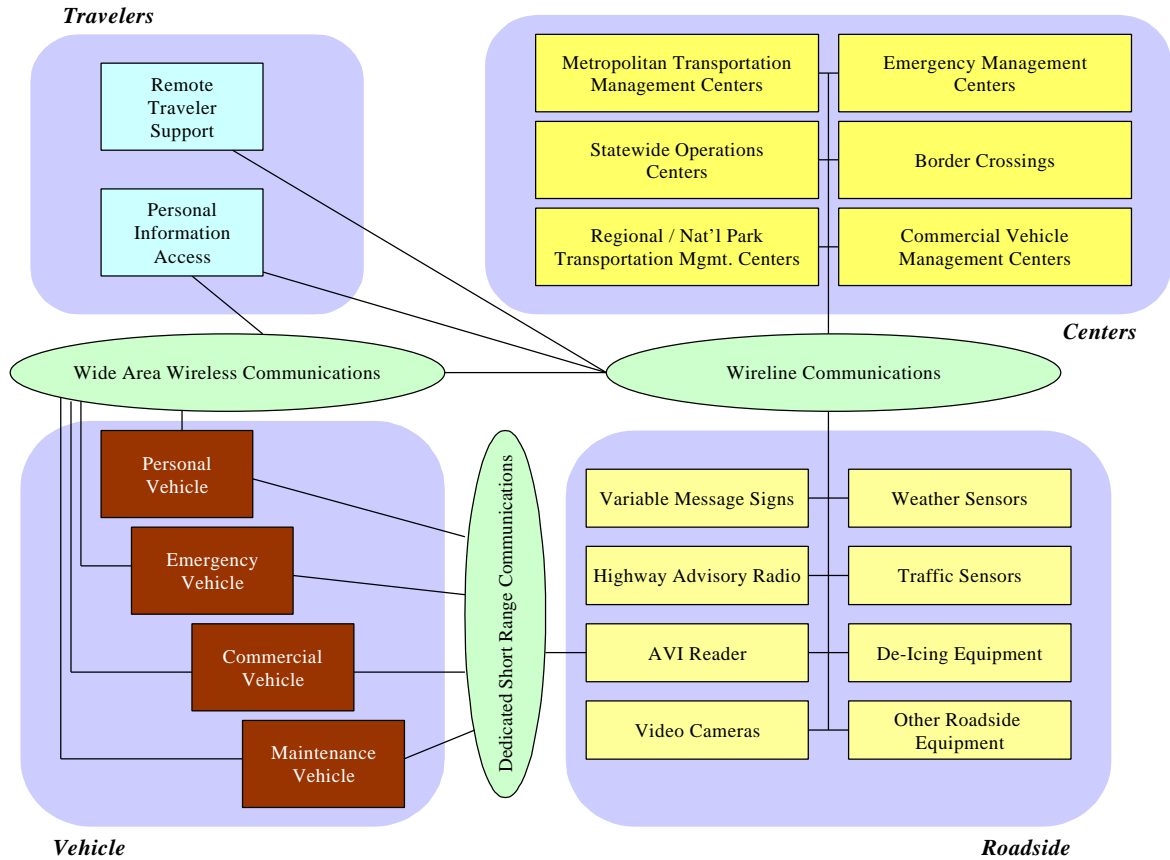 Travelers
Remote
Traveler
Support
Personal
Information
Access
Metropolitan Transportation
Management Centers
Emergency Management
Centers
Statewide Operations
Centers
Border Crossings
Regional / Nat'l Park
Transportation Mgmt. Centers
Commercial Vehicle
Management Centers
Centers
Wide Area Wireless Communications
Wireline Communications
Personal
Vehicle
Emergency
Vehicle
Commercial
Vehicle
Maintenance
Vehicle
Vehicle
Dedicated Short Range Communications
Variable Message Signs
Weather Sensors
Highway Advisory Radio
Traffic Sensors
AVI Reader
De-Icing Equipment
Video Cameras
Other Roadside
Equipment
Roadside